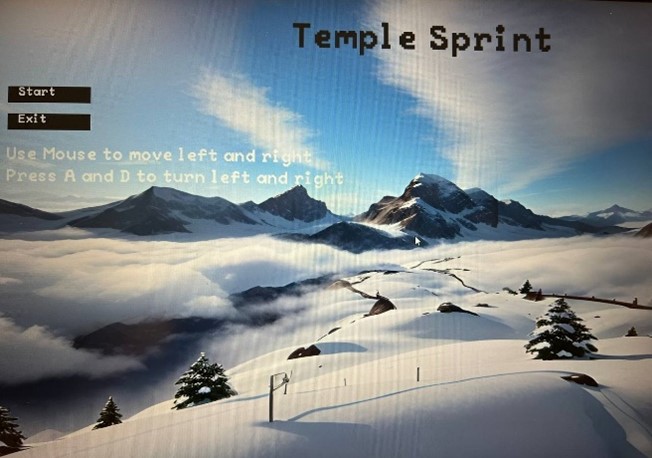 Temple Sprint
Start
Exit
Use Mouse to move left and right
Press A and D to turn left and right